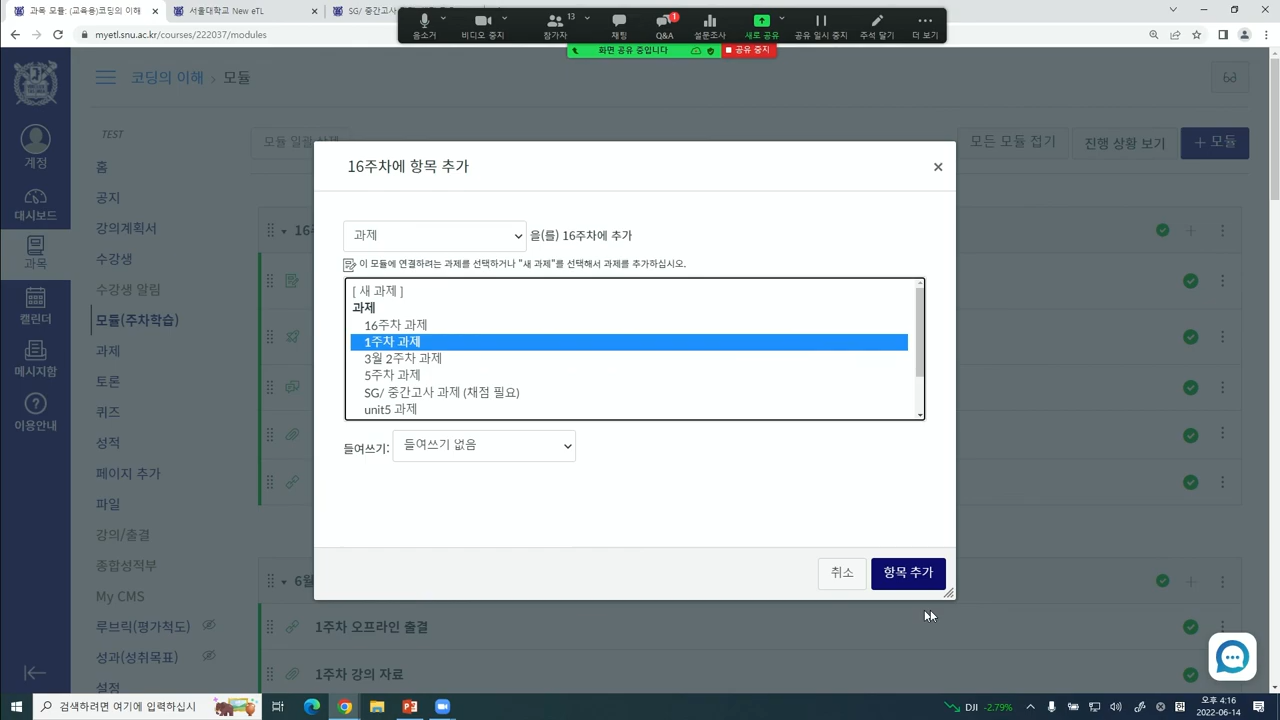 과목 모듈: (교육용)코딩의 이해
서울대학교 New ETL
SG/ 중간고사
myetl.snu.ac.kr/courses/222037/modules
음소거
비디오 중지
13
참가자
채팅
1
Q&A
설문조사
새로 공유
공유 일시 중지
주석 달기
더 보기
화면 공유 중입니다
공유 중지
코딩의 이해 › 모듈
계정
대시보드
과목
캘린더
메시지함
이용안내
TEST
홈
공지
강의계획서
수강생
수강생 알림
모듈(주차학습)
과제
토론
퀴즈
성적
페이지 추가
파일
강의/출결
종합성적부
My CMS
루브릭(평가척도)
성과(성취목표)
설정
모듈 일괄 삭제
모든 모듈 접기
진행 상황 보기
+ 모듈
16주차에 항목 추가
과제
을(를) 16주차에 추가
이 모듈에 연결하려는 과제를 선택하거나 "새 과제"를 선택해서 과제를 추가하십시오.
[ 새 과제 ]
과제
16주차 과제
1주차 과제
3월 2주차 과제
5주차 과제
SG/ 중간고사 과제 (채점 필요)
unit5 과제
들여쓰기:
들여쓰기 없음
취소
항목 추가
1주차 오프라인 출결
1주차 강의 자료
검색하려면 여기에 입력하십시
DJI -2.79%
오후 4:16
2022-06-14